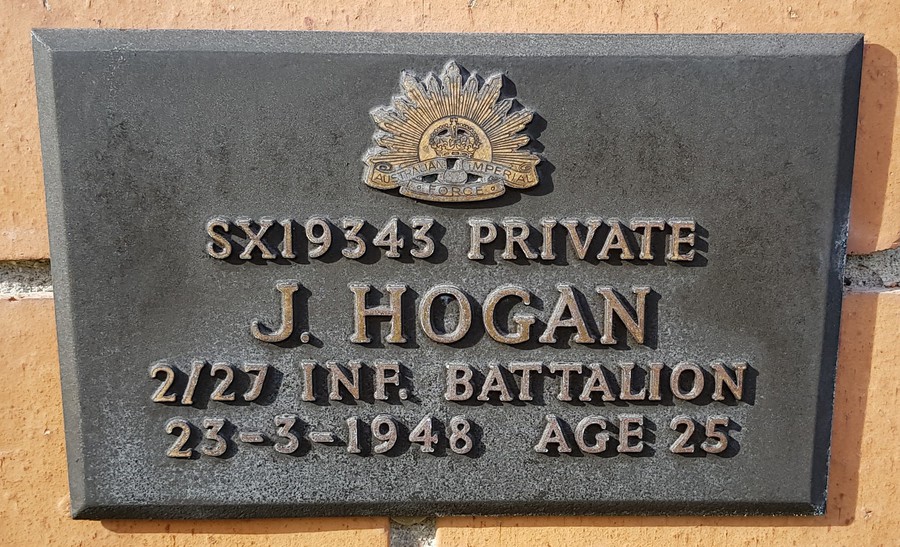 AUSTRALIAN IMPERIAL
FORCE
SX19343 PRIVATE
J. HOGAN
2/27 INF. BATTALION
23-3-1948 AGE 25